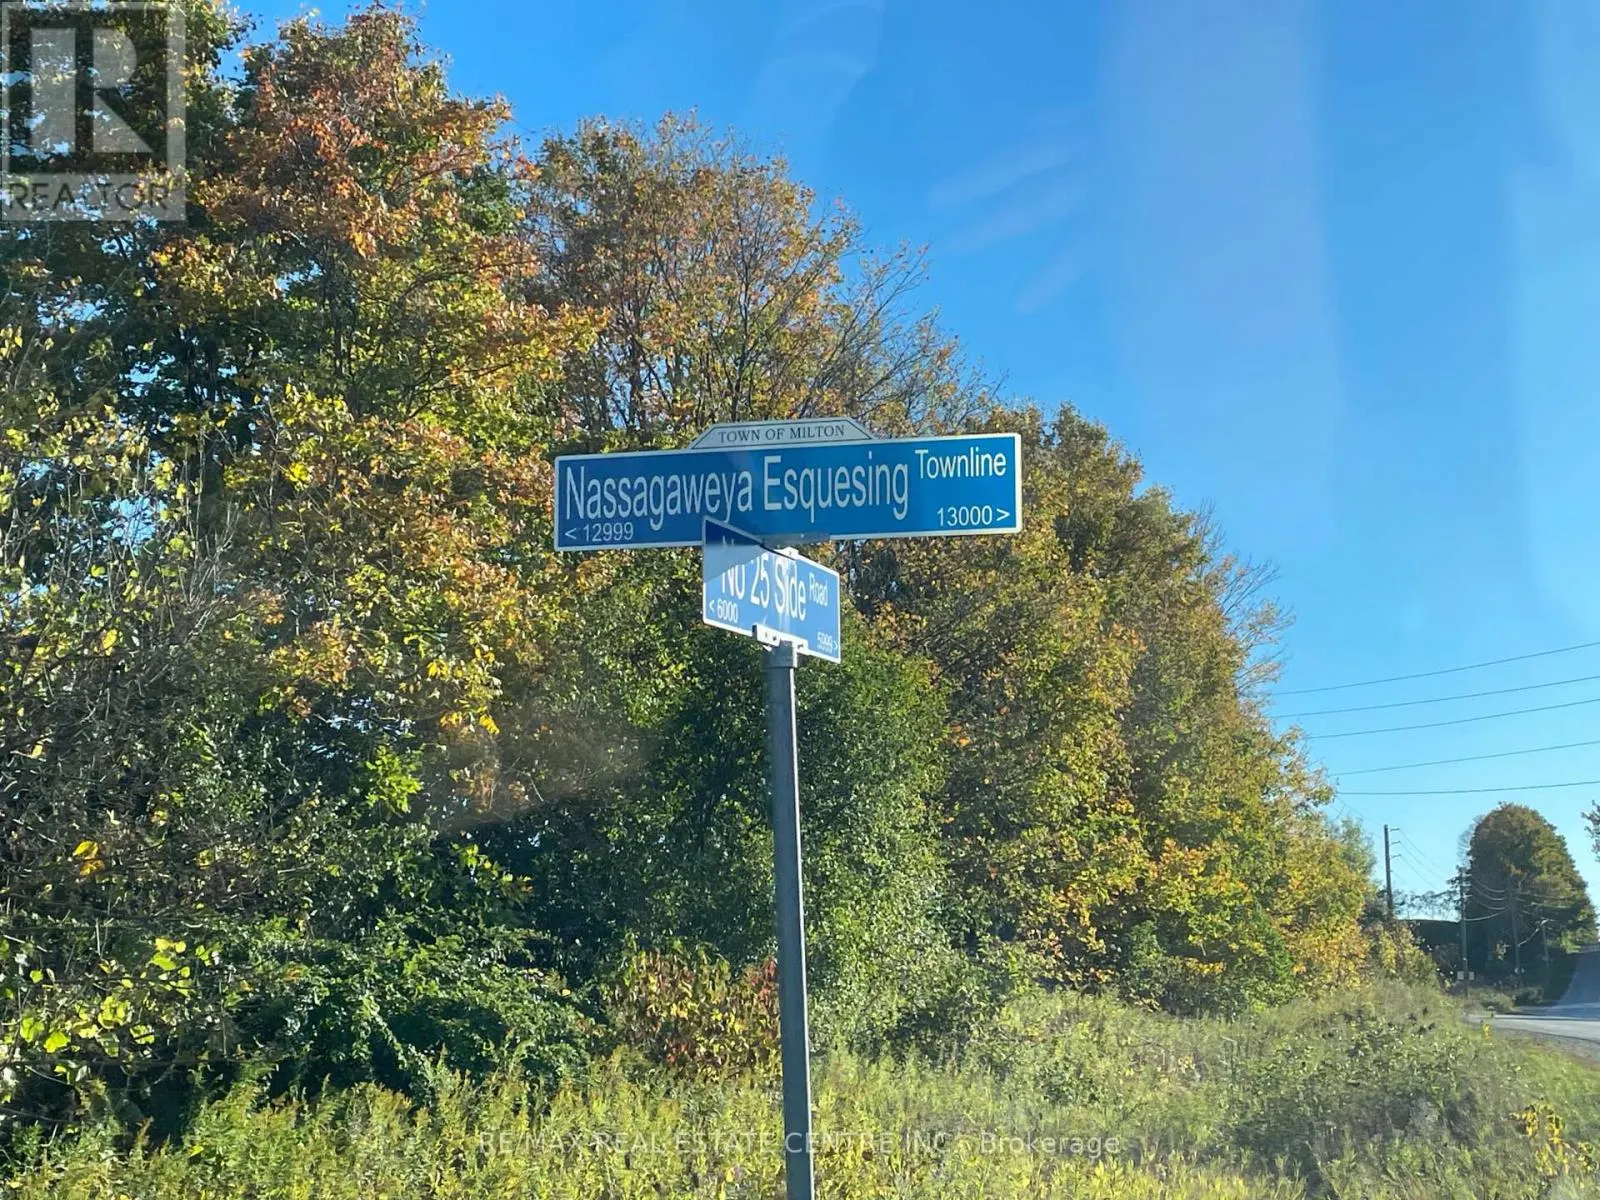 REALTOR
TOWN OF MILTON
Nassagaweya Esquesing Townline
< 12999 13000 >
No 25 Side Road
< 6000 5999 >
RE/MAX REAL ESTATE CENTRE INC. Brokerage